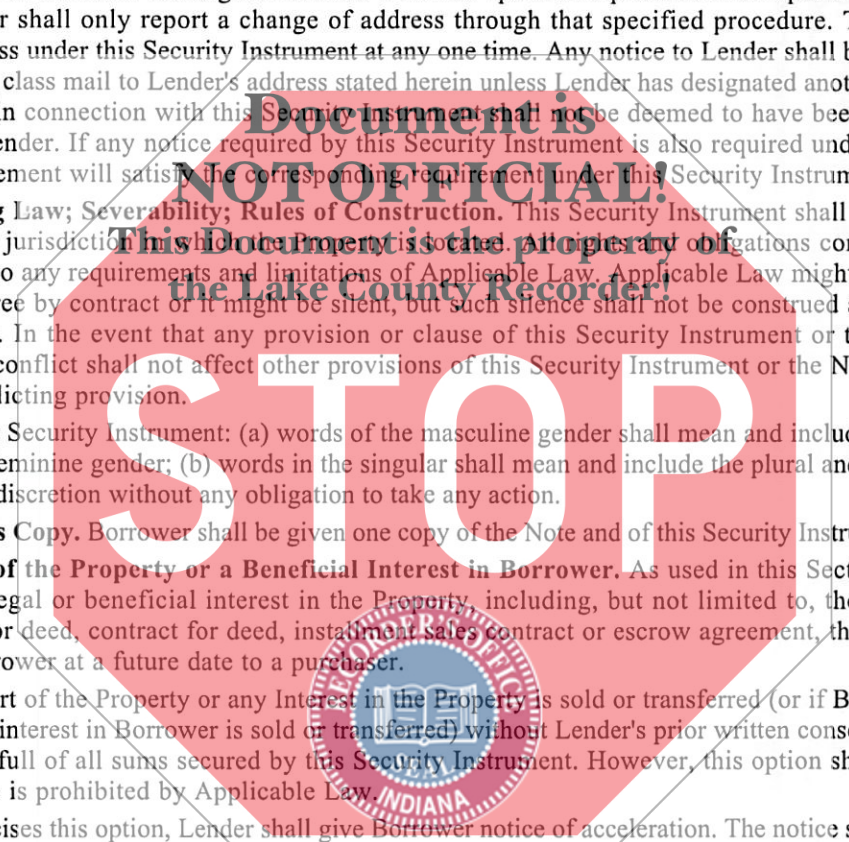 r shall only report a change of address through that specified procedure.
ss under this Security Instrument at any one time. Any notice to Lender shall b
class mail to Lender's address stated herein unless Lender has designated anot
n connection with this Security Instrument shall not be deemed to have bee
ender. If any notice required by this Security Instrument is also required und
ement will satisfy the corresponding requirement under this Security Instrum
g Law; Severability; Rules of Construction. This Security Instrument shall
jurisdiction in which the Property is located. All rights and obligations con
o any requirements and limitations of Applicable Law. Applicable Law might
ree by contract or it might be silent, but such silence shall not be construed a
. In the event that any provision or clause of this Security Instrument or t
conflict shall not affect other provisions of this Security Instrument or the N
licting provision.
Security Instrument: (a) words of the masculine gender shall mean and includ
eminine gender; (b) words in the singular shall mean and include the plural and
discretion without any obligation to take any action.
s Copy. Borrower shall be given one copy of the Note and of this Security Instru
of the Property or a Beneficial Interest in Borrower. As used in this Sect
egal or beneficial interest in the Property, including, but not limited to, tho
or deed, contract for deed, installment sales contract or escrow agreement, th
rower at a future date to a purchaser.
rt of the Property or any Interest in the Property is sold or transferred (or if B
interest in Borrower is sold or transferred) without Lender's prior written conse
full of all sums secured by this Security Instrument. However, this option sh
is prohibited by Applicable Law.
cises this option, Lender shall give Borrower notice of acceleration. The notice s
Document is
NOT OFFICIAL!
This Document is the property of
the Lake County Recorder!
STOP
RECORDER'S OFFICE
SEAL
INDIANA